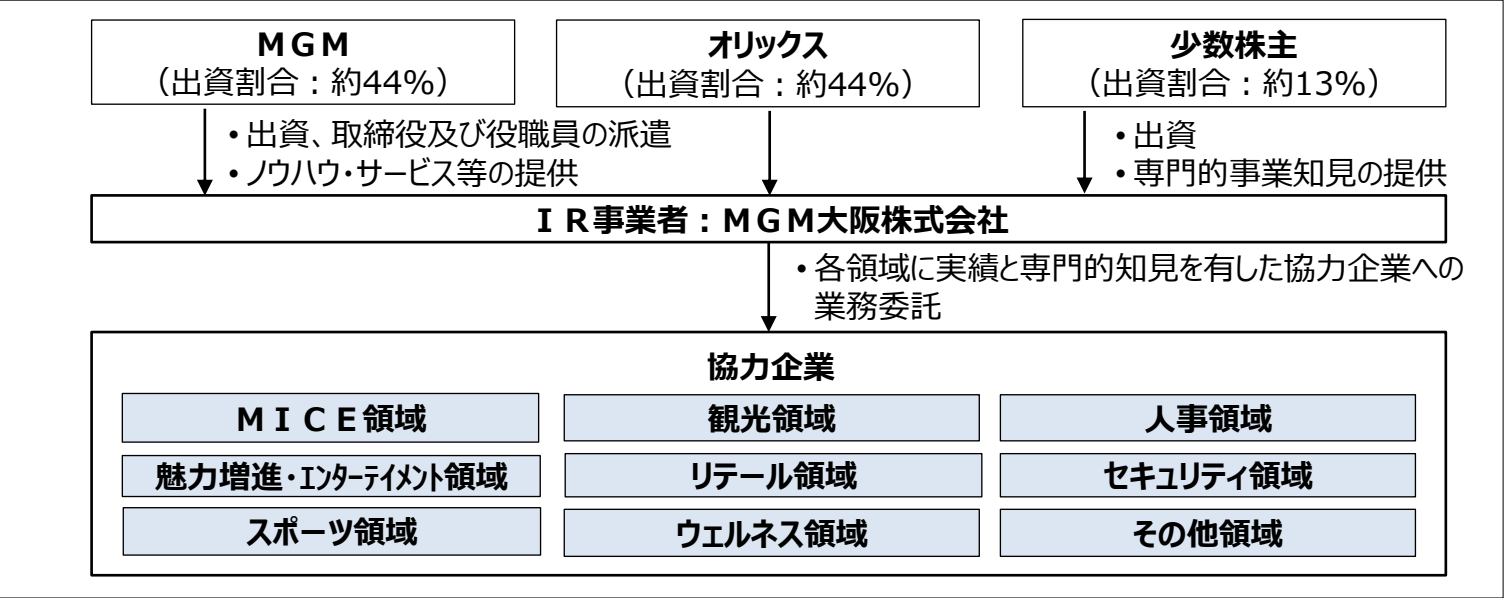 ＭＧＭ
（出資割合：約44%）
オリックス
（出資割合：約44%）
少数株主
（出資割合：約13%）
• 出資、取締役及び役職員の派遣
• ノウハウ・サービス等の提供
• 出資
• 専門的事業知見の提供
ＩＲ事業者：ＭＧＭ大阪株式会社
• 各領域に実績と専門的知見を有した協力企業への
業務委託
協力企業
ＭＩＣＥ領域
観光領域
人事領域
魅力増進・エンターテイメント領域
リテール領域
セキュリティ領域
スポーツ領域
ウェルネス領域
その他領域